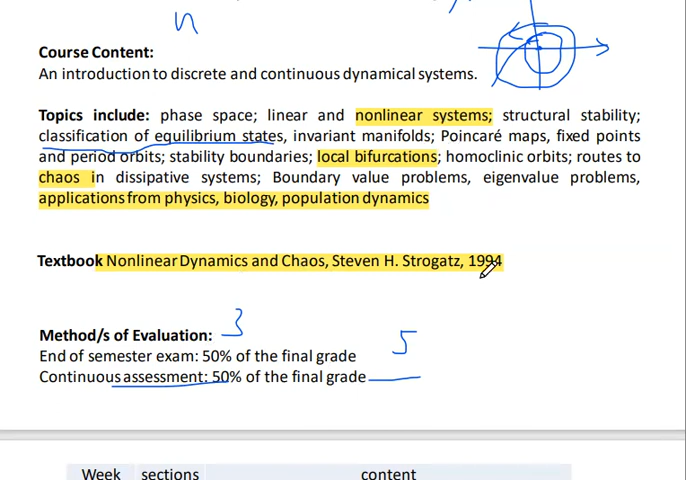 n
Course Content:
An introduction to discrete and continuous dynamical systems.
Topics include: phase space; linear and nonlinear systems; structural stability;
classification of equilibrium states, invariant manifolds; Poincaré maps, fixed points
and period orbits; stability boundaries; local bifurcations; homoclinic orbits; routes to
chaos in dissipative systems; Boundary value problems, eigenvalue problems,
applications from physics, biology, population dynamics
Textbook Nonlinear Dynamics and Chaos, Steven H. Strogatz, 1994
Method/s of Evaluation: 3
End of semester exam: 50% of the final grade 5
Continuous assessment: 50% of the final grade
Week sections content